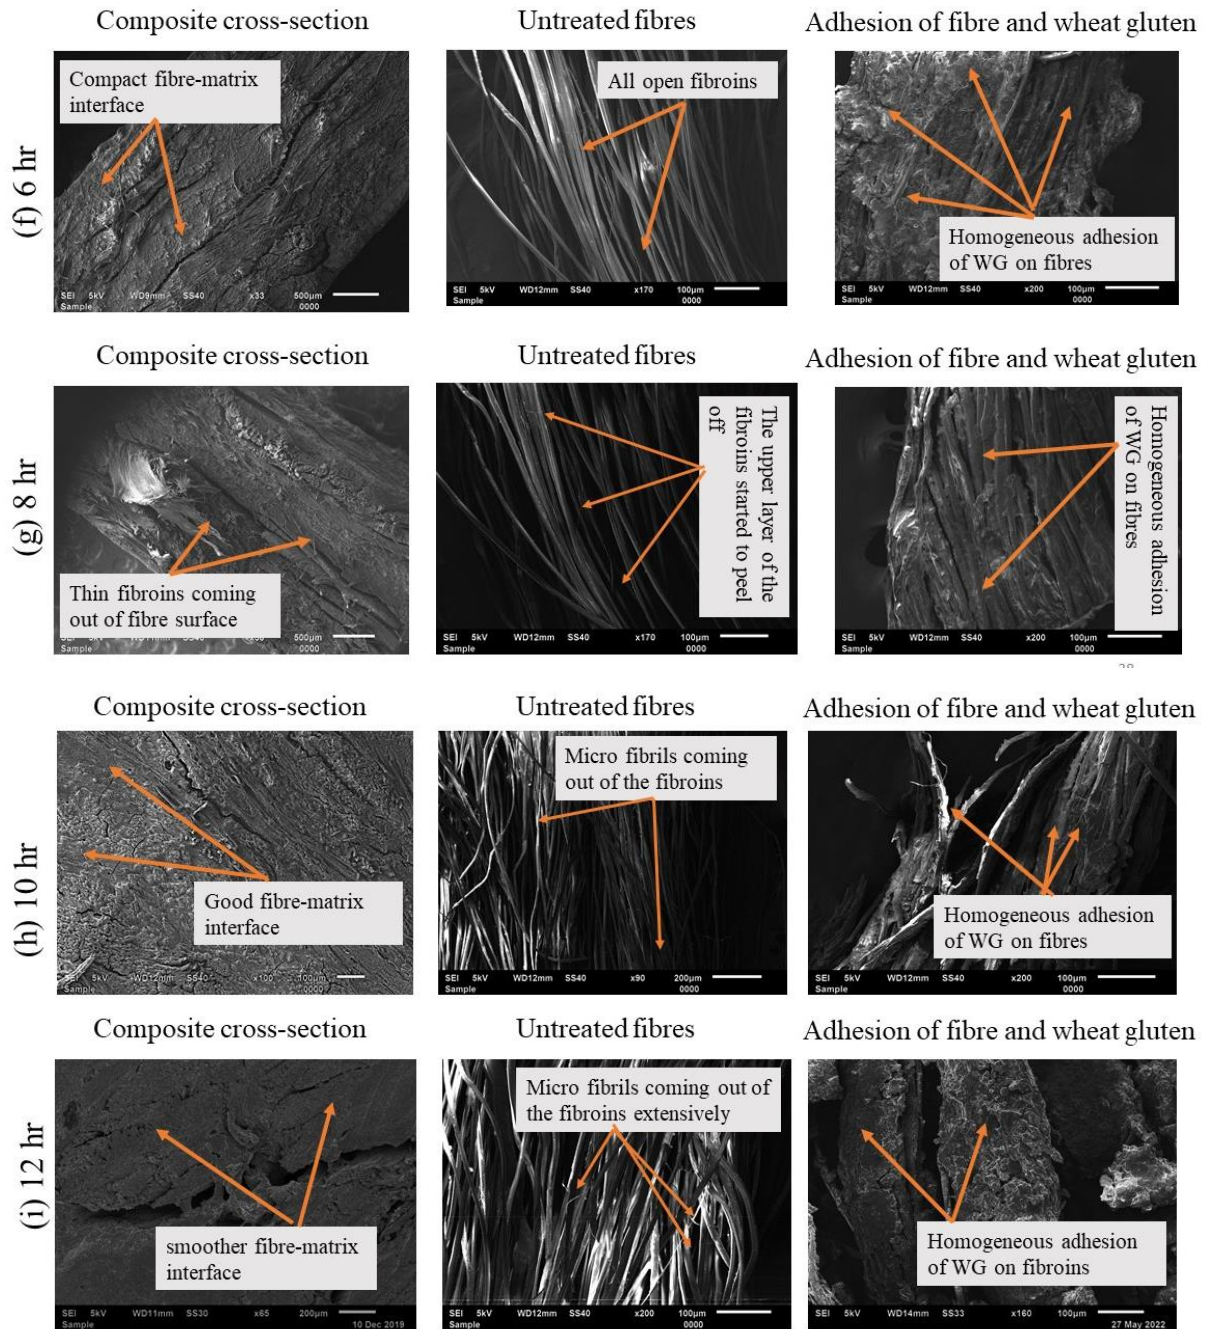 Composite cross-section
Untreated fibres
Adhesion of fibre and wheat gluten
(f) 6 hr
Compact fibre-matrix
interface
SEI 5kV WD9mm SS40 x33 500µm
Sample 0000
All open fibroins
SEI 5kV WD12mm SS40 x170 100µm
Sample 0000
Homogeneous adhesion
of WG on fibres
SEI 5kV WD12mm SS40 x200 100µm
Sample 0000
Composite cross-section
Untreated fibres
Adhesion of fibre and wheat gluten
(g) 8 hr
Thin fibroins coming
out of fibre surface
500µm
Sample 0000
The upper layer of the
fibroins started to peel
off
SEI 5kV WD12mm SS40 x170 100µm
Sample 0000
Homogeneous adhesion
of WG on fibres
SEI 5kV WD12mm SS40 x200 100µm
Sample 0000
Composite cross-section
Untreated fibres
Adhesion of fibre and wheat gluten
(h) 10 hr
Good fibre-matrix
interface
SEI 5kV WD12mm SS40 x100 100µm
Sample 0000
Micro fibrils coming
out of the fibroins
SEI 5kV WD12mm SS40 x90 200µm
Sample 0000
Homogeneous adhesion
of WG on fibres
SEI 5kV WD12mm SS40 x200 100µm
Sample 0000
Composite cross-section
Untreated fibres
Adhesion of fibre and wheat gluten
(i) 12 hr
smoother fibre-matrix
interface
SEI 5kV WD11mm SS30 x65 200µm
Sample 10 Dec 2019
Micro fibrils coming out of
the fibroins extensively
SEI 5kV WD12mm SS40 x200 100µm
Sample 0000
Homogeneous adhesion
of WG on fibroins
SEI 5kV WD14mm SS33 x160 100µm
Sample 27 May 2022